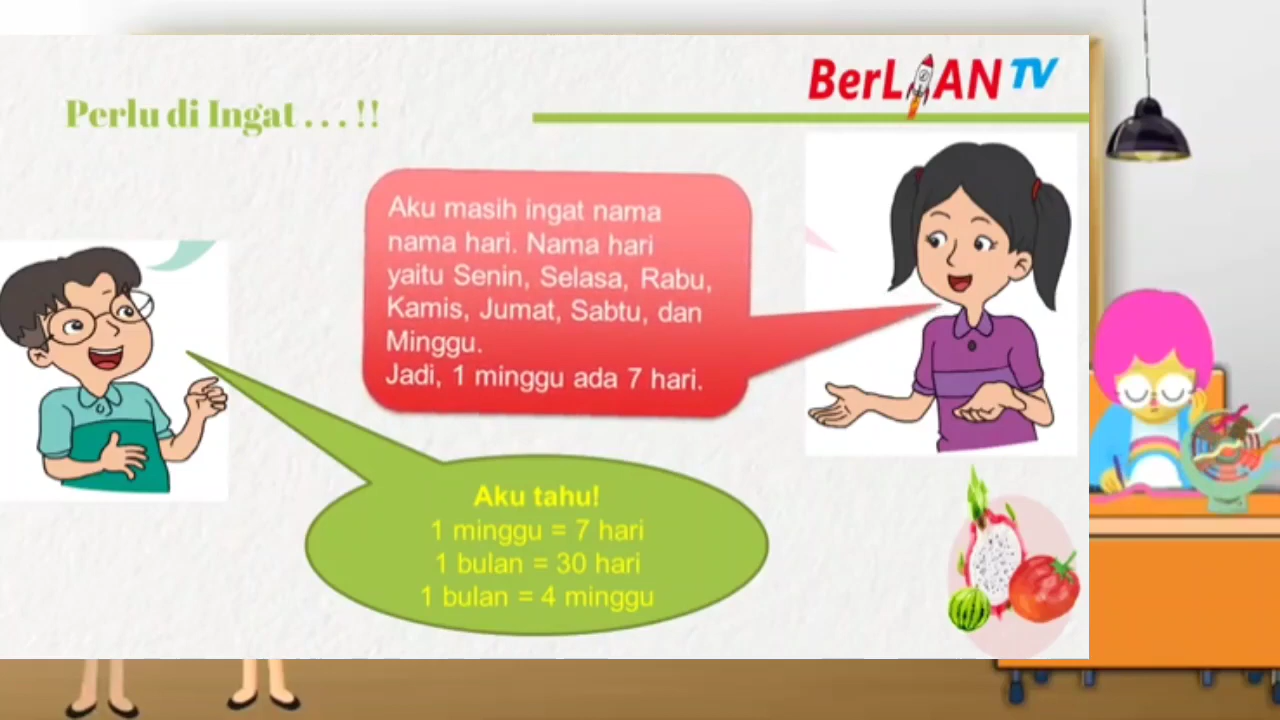 BerLIAN TV
Perlu di Ingat . . . !!
Aku masih ingat nama
nama hari. Nama hari
yaitu Senin, Selasa, Rabu,
Kamis, Jumat, Sabtu, dan
Minggu.
Jadi, 1 minggu ada 7 hari.
Aku tahu!
1 minggu = 7 hari
1 bulan = 30 hari
1 bulan = 4 minggu